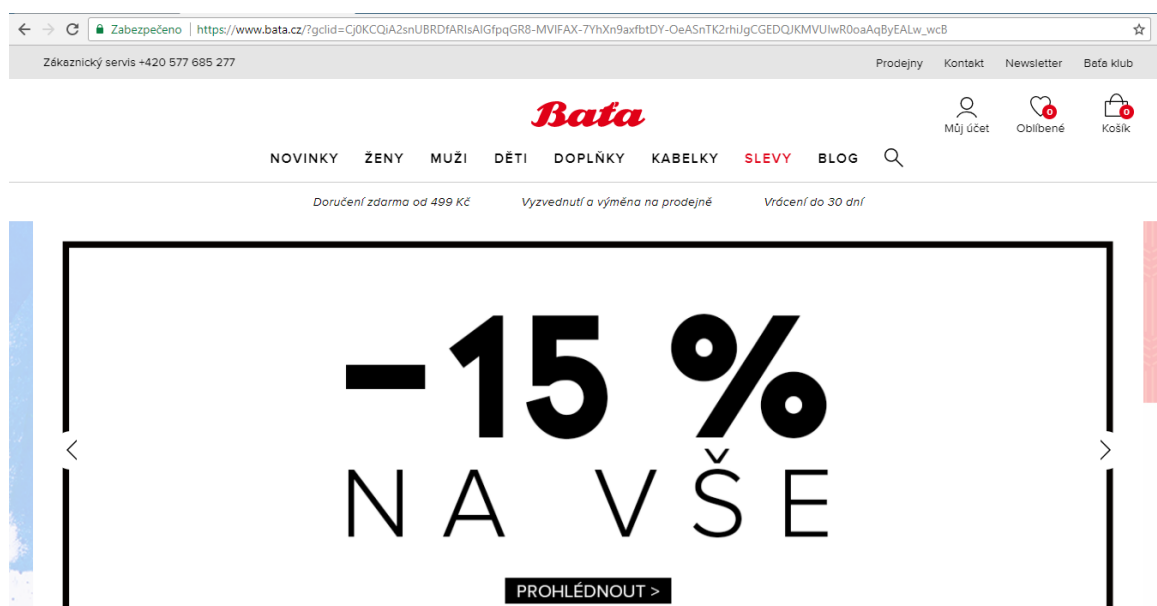 Zabezpečeno | https://www.bata.cz/?gclid=Cj0KCQiA2snUBRDfARIsAIGfpqGR8-MVIFAX-7YhXn9axfbtDY-OeASnTK2rhiJgCGEDQJKMVUIwR0oaAqByEALw_wcB
Zákaznický servis +420 577 685 277 Prodejny Kontakt Newsletter Baťa klub
Baťa
0 0
Můj účet Oblíbené Košík
NOVINKY ŽENY MUŽI DĚTI DOPLŇKY KABELKY SLEVY BLOG
Doručení zdarma od 499 Kč Vyzvednutí a výměna na prodejně Vrácení do 30 dní
-15 %
NA VŠE
PROHLÉDNOUT >